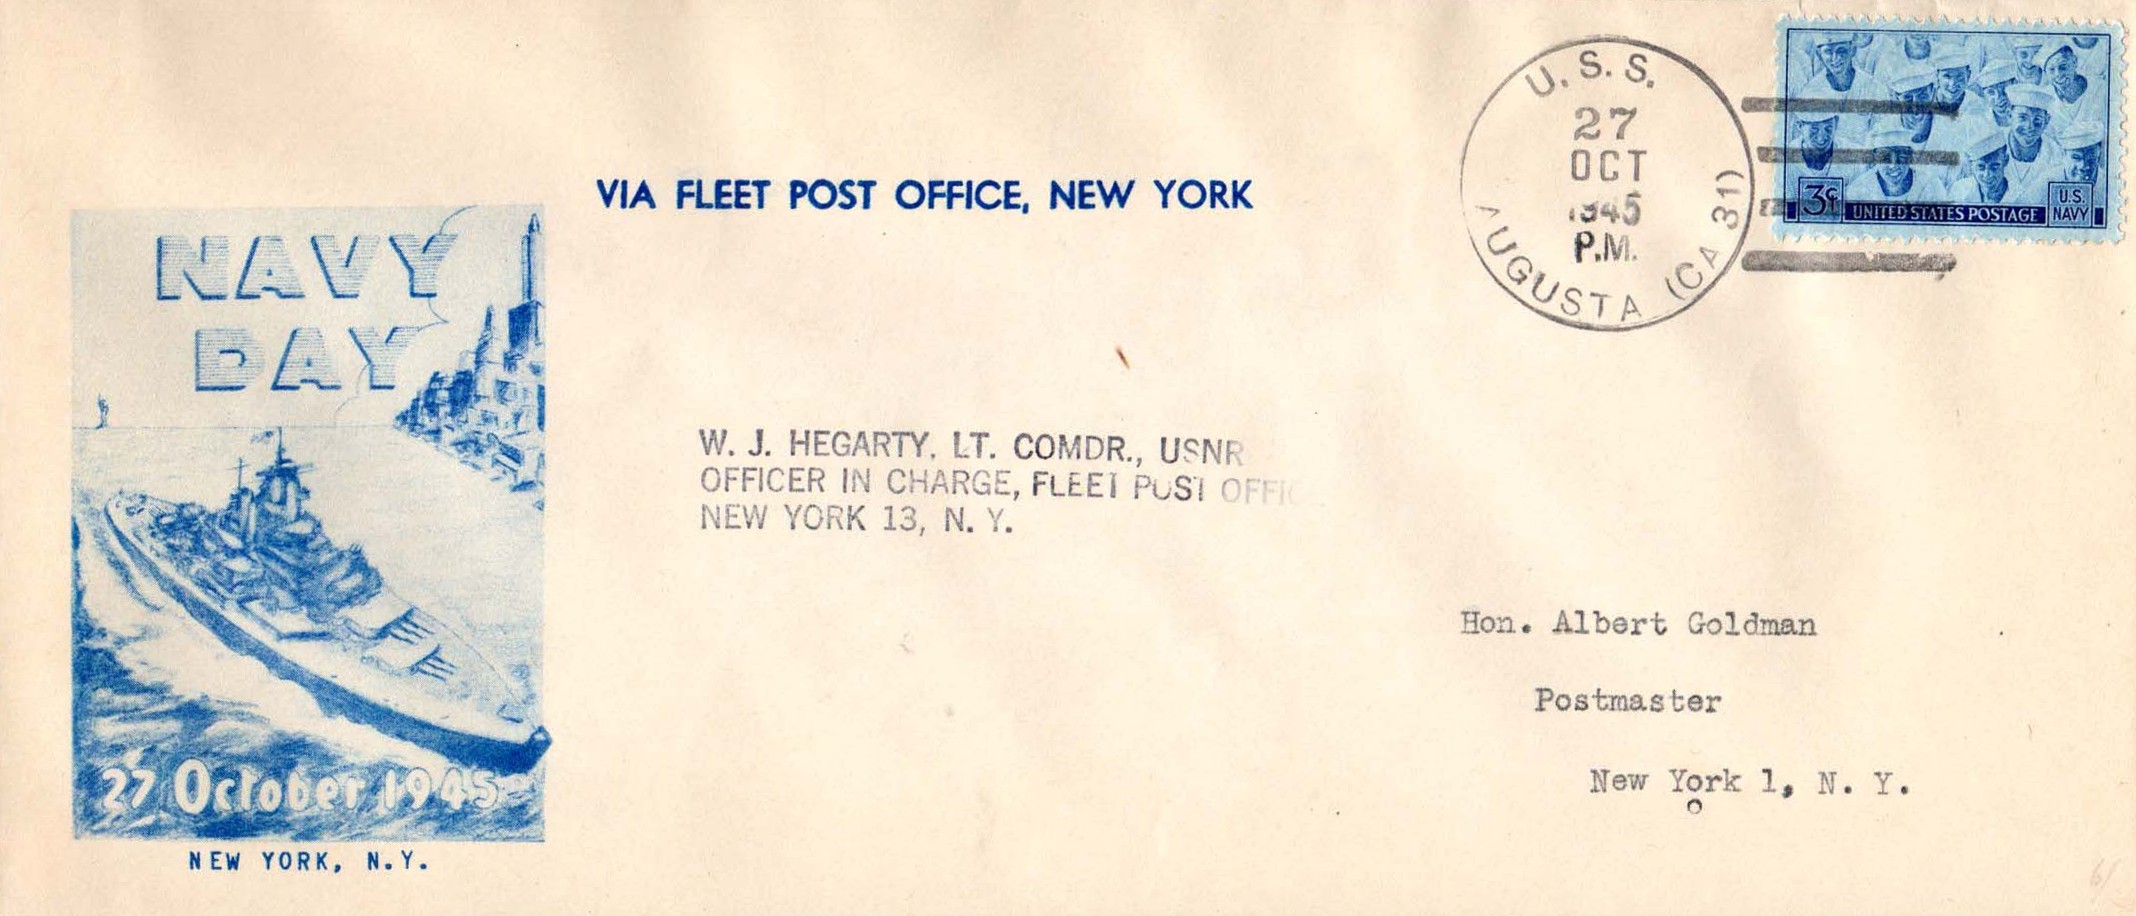 VIA FLEET POST OFFICE, NEW YORK
U.S.S.
27
OCT
1945
P.M.
AUGUSTA (CA 31)
3¢
UNITED STATES POSTAGE
U.S.
NAVY
NAVY
DAY
27 October 1945
NEW YORK, N.Y.
W. J. HEGARTY, LT. COMDR., USNR
OFFICER IN CHARGE, FLEET POST OFFIC
NEW YORK 13, N. Y.
Hon. Albert Goldman
Postmaster
New York 1, N. Y.